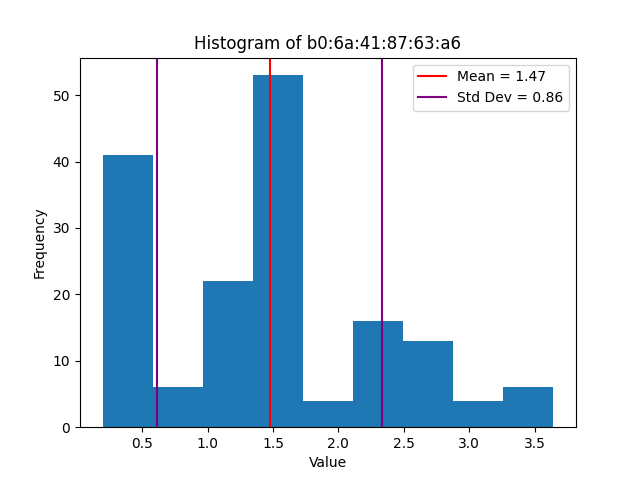 Histogram of b0:6a:41:87:63:a6
Mean = 1.47
Std Dev = 0.86
Frequency
50
40
30
20
10
0
0.5 1.0 1.5 2.0 2.5 3.0 3.5
Value